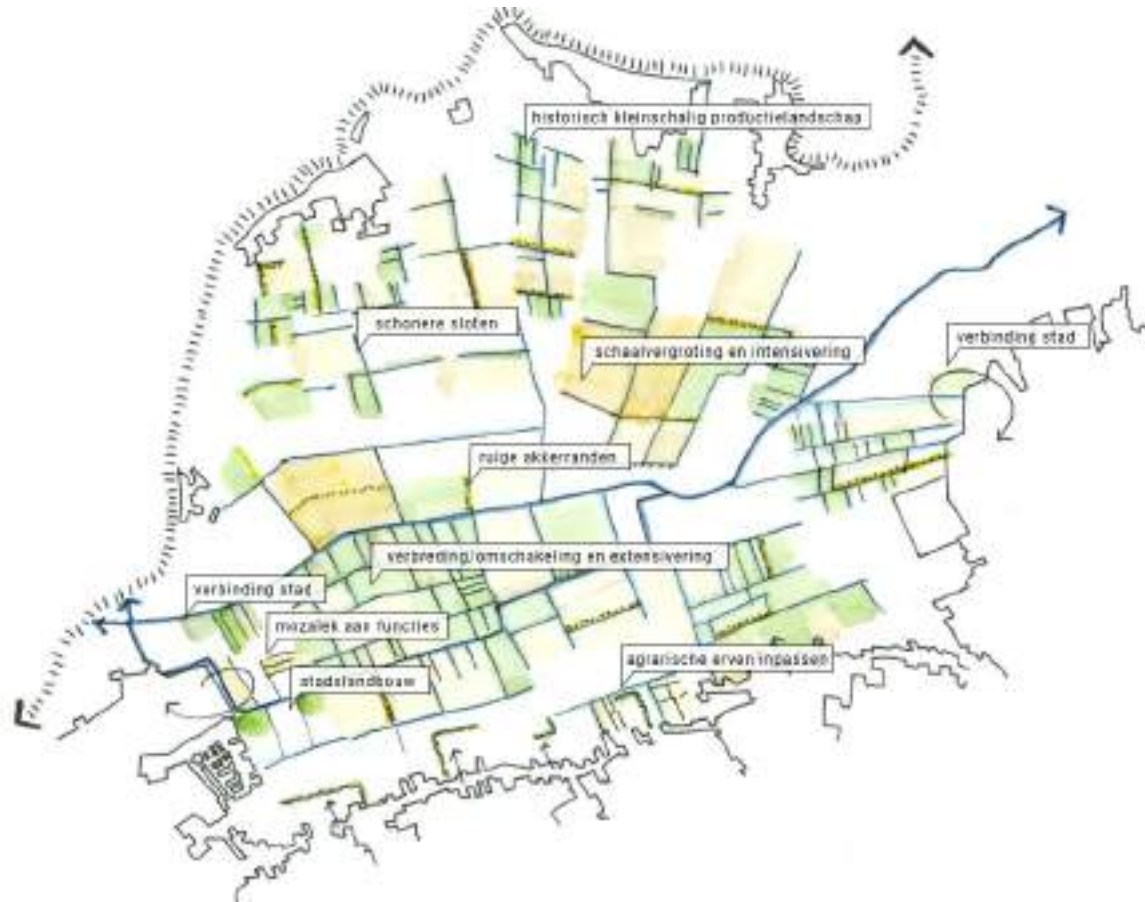 historisch kleinschalig productielandschap
schonere sloten
schaalvergroting en intensivering
verbinding stad
ruige akkerranden
verbreding/omschakeling en extensivering
verbinding stad
mozaïek aan functies
agrarische erven inpassen
stadslandbouw